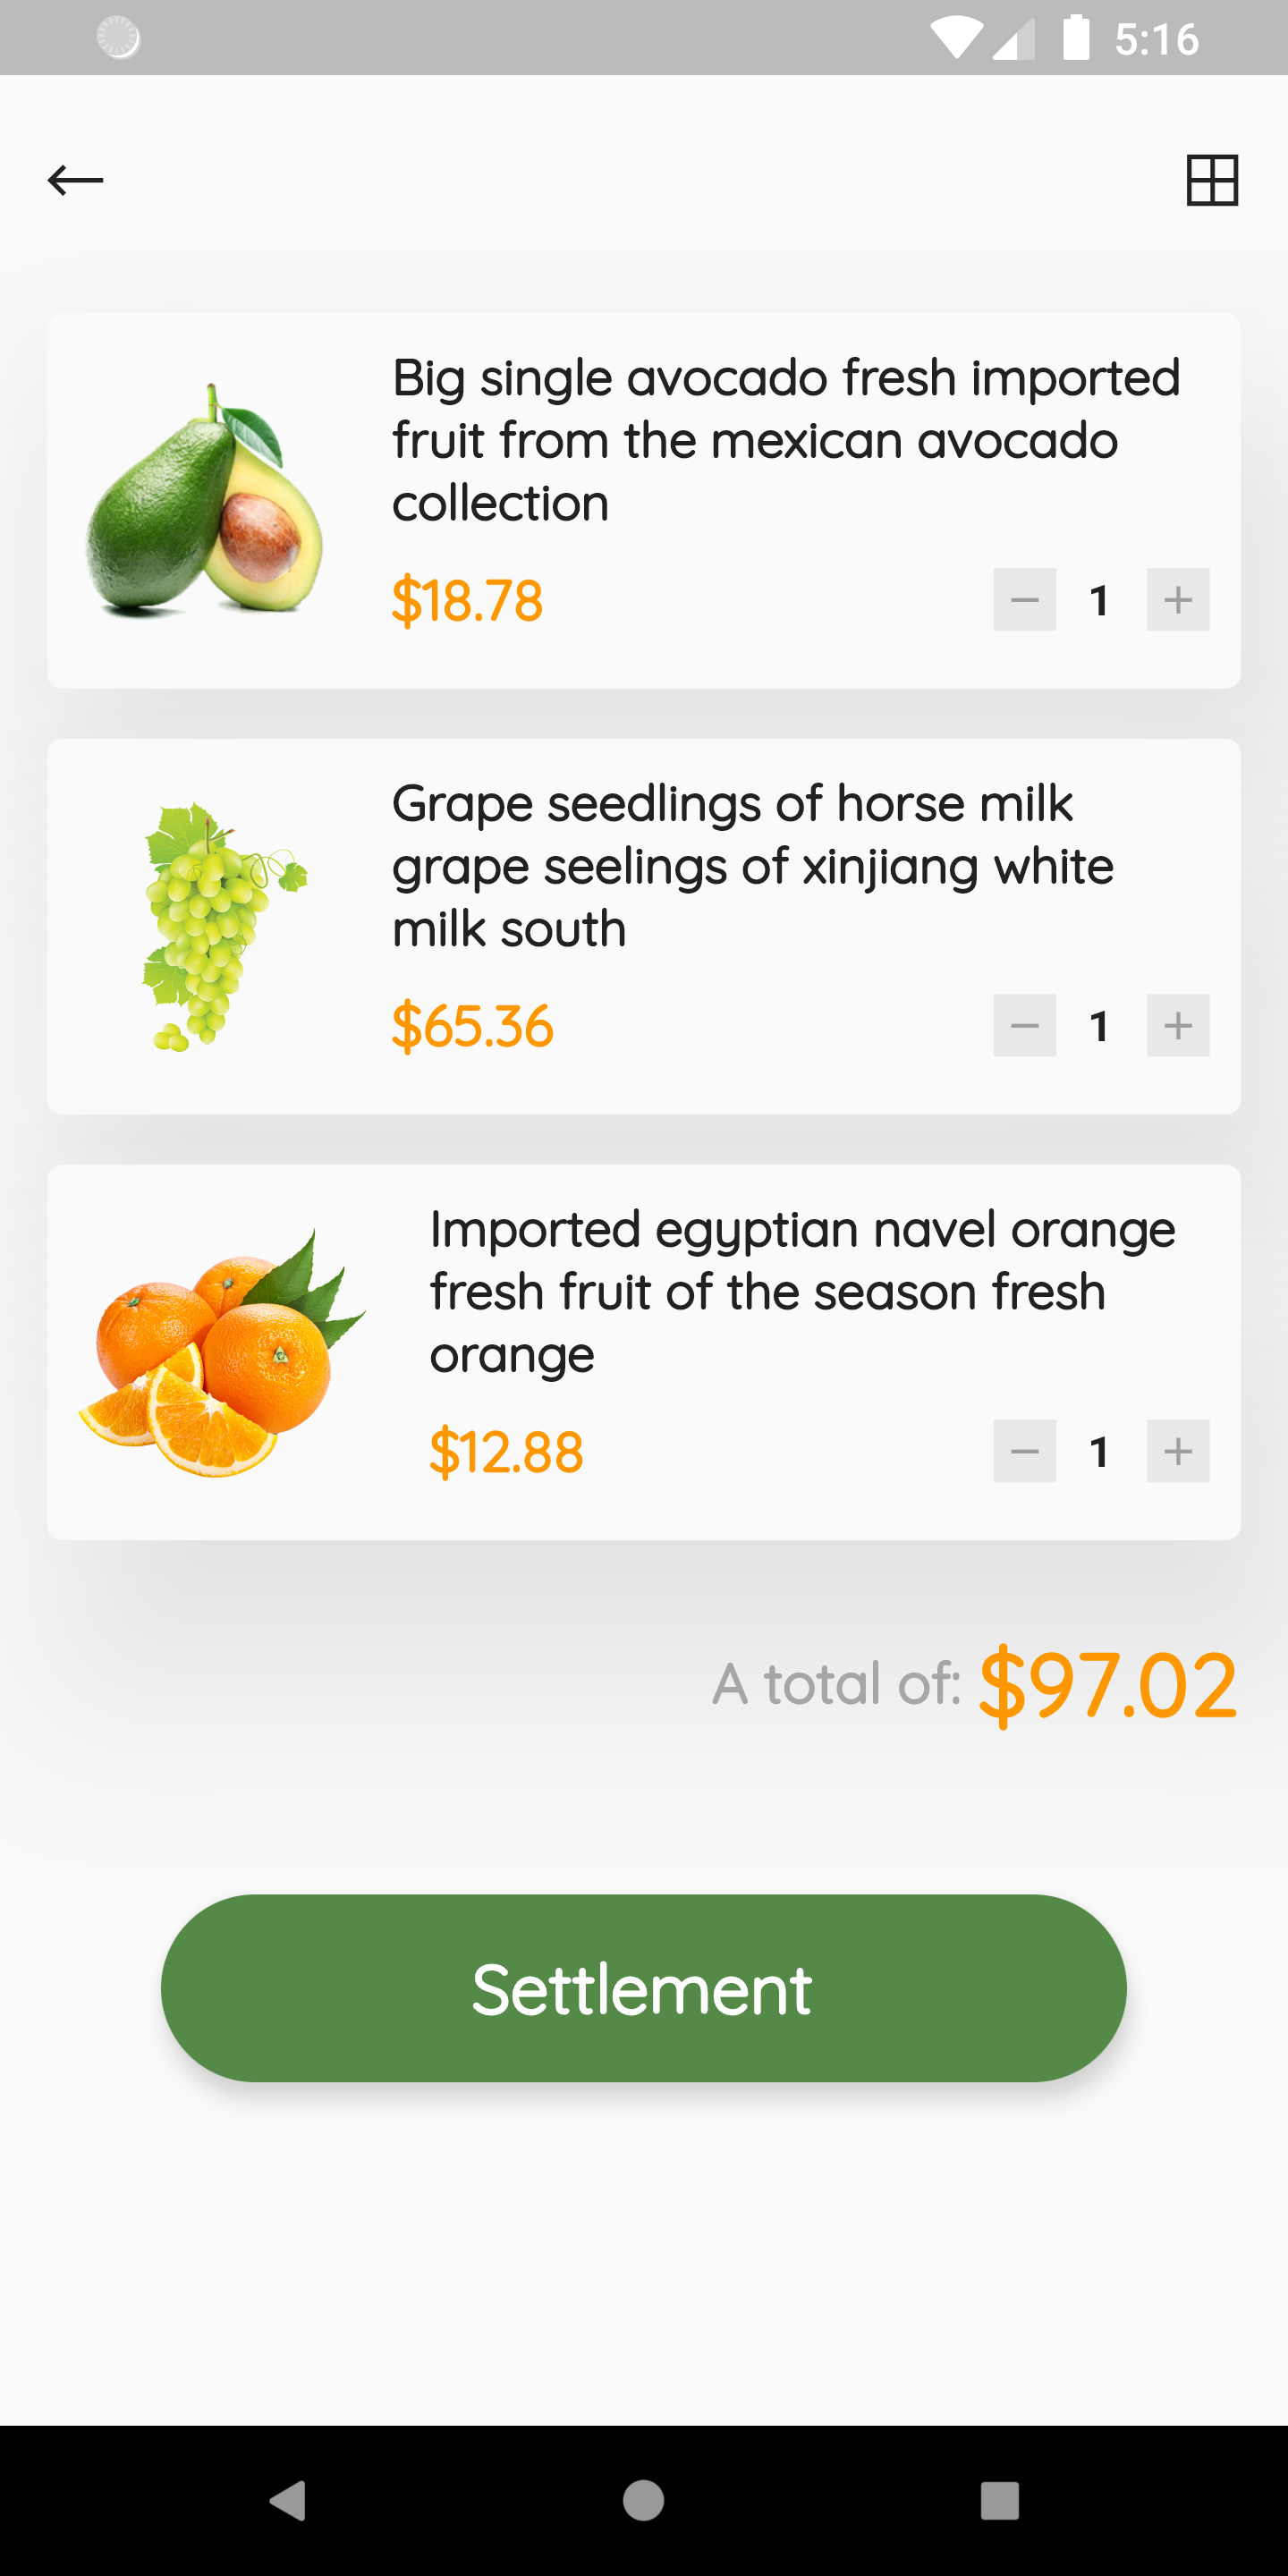 5:16
Big single avocado fresh imported
fruit from the mexican avocado
collection
$18.78
1
Grape seedlings of horse milk
grape seelings of xinjiang white
milk south
$65.36
1
Imported egyptian navel orange
fresh fruit of the season fresh
orange
$12.88
1
A total of: $97.02
Settlement